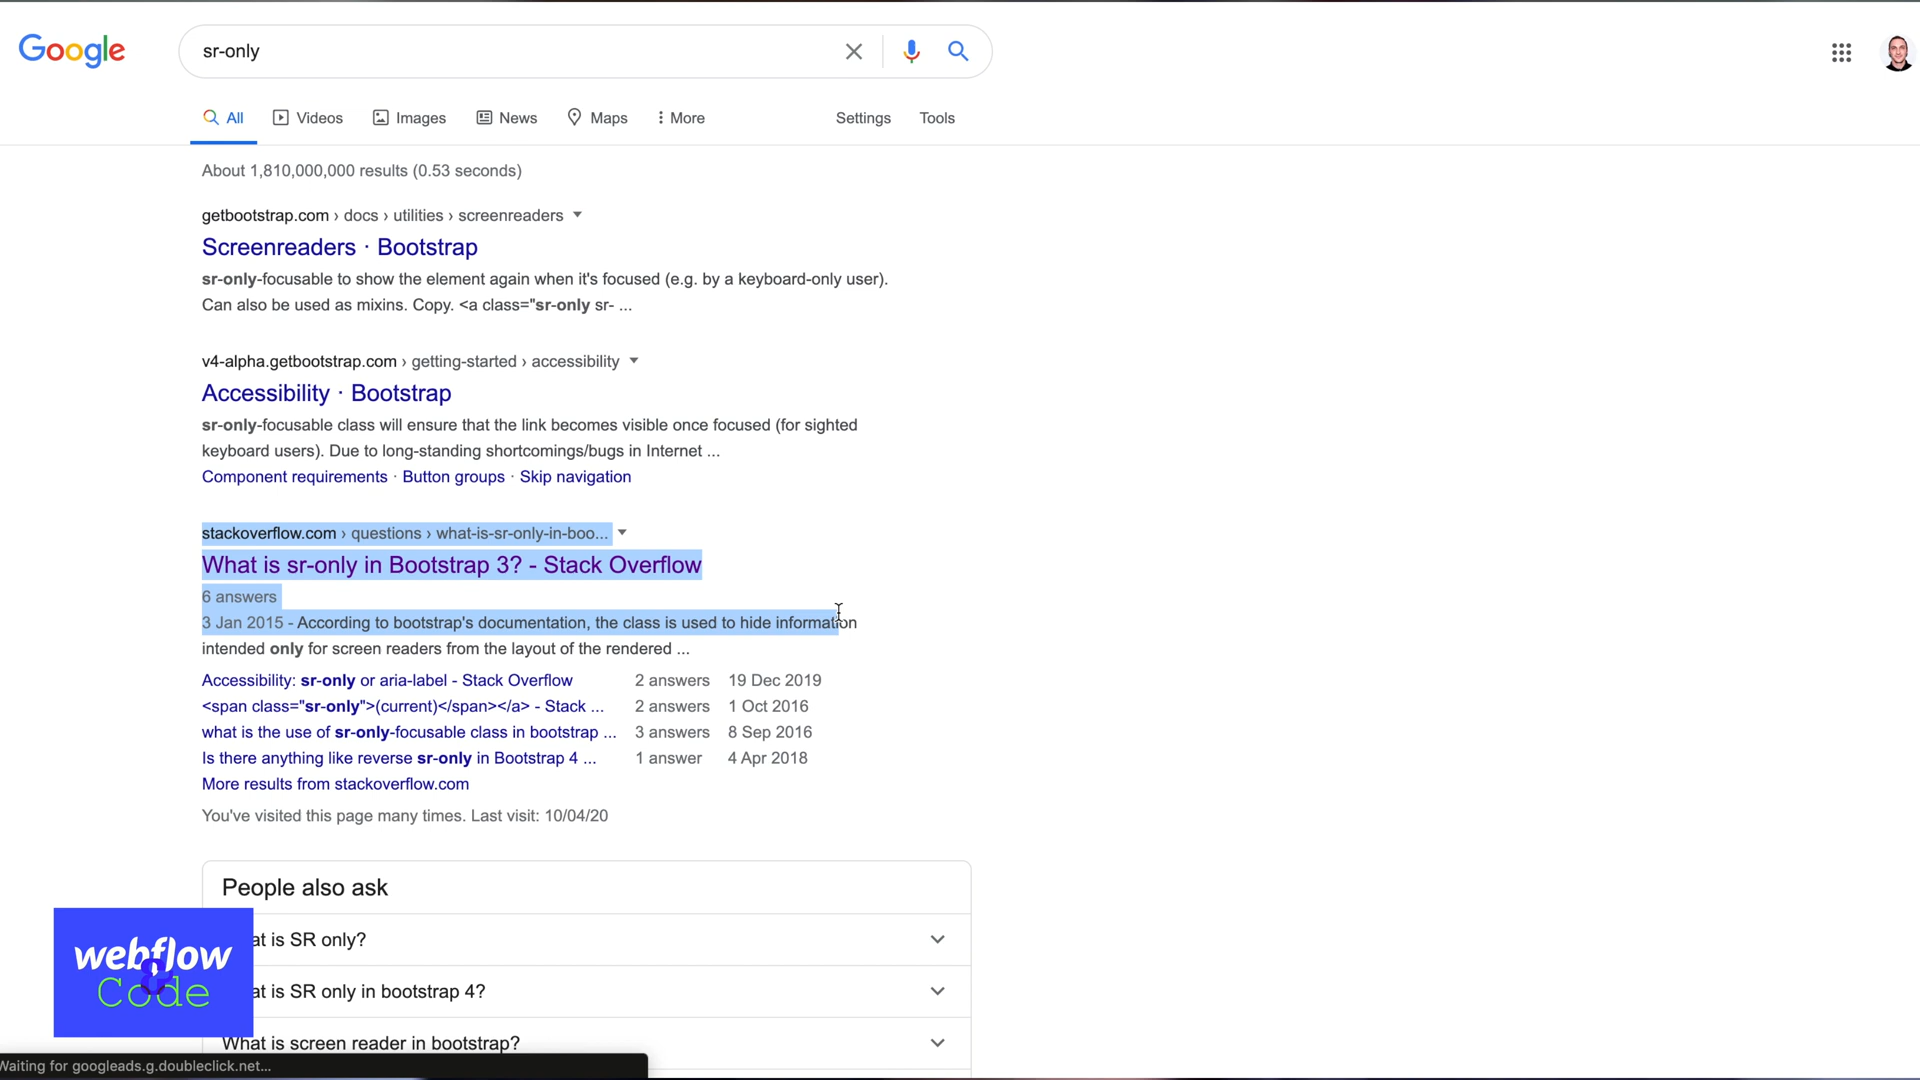 Google
sr-only
All
Videos
Images
News
Maps
More
Settings
Tools
About 1,810,000,000 results (0.53 seconds)
getbootstrap.com › docs › utilities › screenreaders
Screenreaders · Bootstrap
sr-only-focusable to show the element again when it's focused (e.g. by a keyboard-only user).
Can also be used as mixins. Copy. <a class="sr-only sr- ...
v4-alpha.getbootstrap.com › getting-started › accessibility
Accessibility · Bootstrap
sr-only-focusable class will ensure that the link becomes visible once focused (for sighted
keyboard users). Due to long-standing shortcomings/bugs in Internet ...
Component requirements · Button groups · Skip navigation
stackoverflow.com › questions › what-is-sr-only-in-boo...
What is sr-only in Bootstrap 3? - Stack Overflow
6 answers
3 Jan 2015 - According to bootstrap's documentation, the class is used to hide information
intended only for screen readers from the layout of the rendered ...
Accessibility: sr-only or aria-label - Stack Overflow 2 answers 19 Dec 2019
<span class="sr-only">(current)</span></a> - Stack ... 2 answers 1 Oct 2016
what is the use of sr-only-focusable class in bootstrap ... 3 answers 8 Sep 2016
Is there anything like reverse sr-only in Bootstrap 4 ... 1 answer 4 Apr 2018
More results from stackoverflow.com
You've visited this page many times. Last visit: 10/04/20
People also ask
at is SR only?
at is SR only in bootstrap 4?
What is screen reader in bootstrap?
webflow
&
Code
Waiting for googleads.g.doubleclick.net...